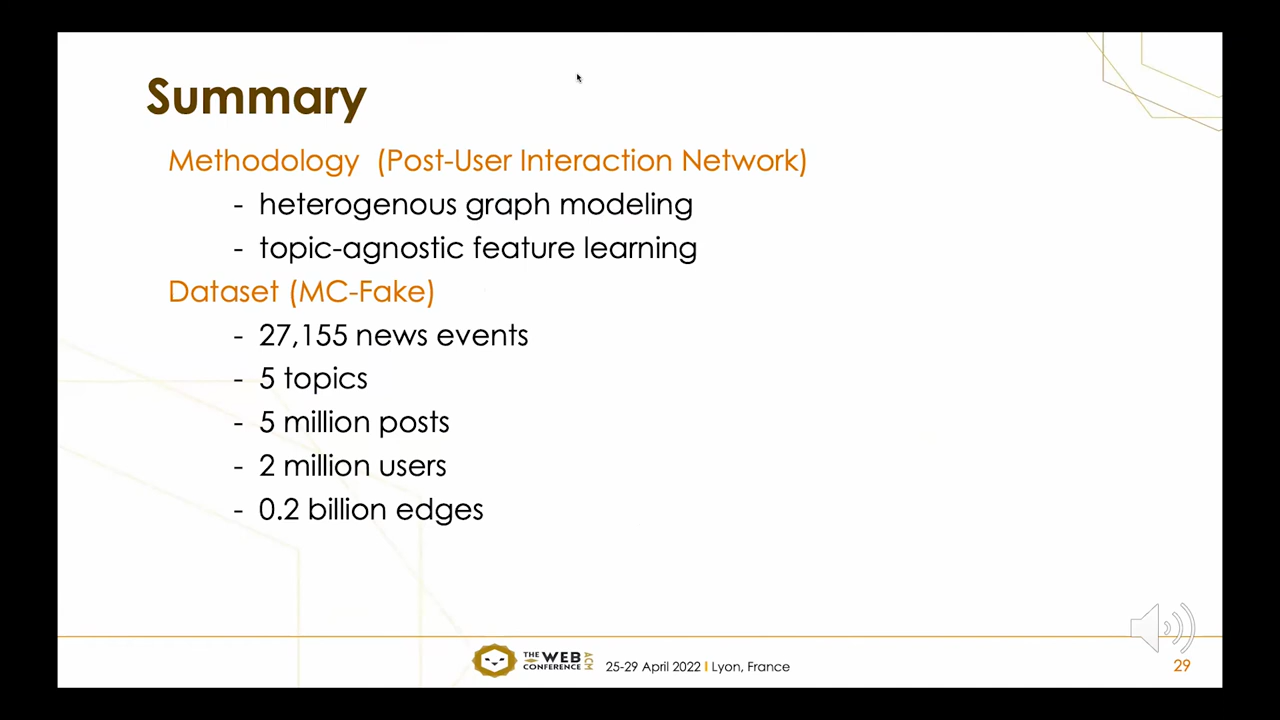 Summary
Methodology (Post-User Interaction Network)
- heterogenous graph modeling
- topic-agnostic feature learning
Dataset (MC-Fake)
- 27,155 news events
- 5 topics
- 5 million posts
- 2 million users
- 0.2 billion edges
THE WEB CONFERENCE ACM
25-29 April 2022 | Lyon, France
29